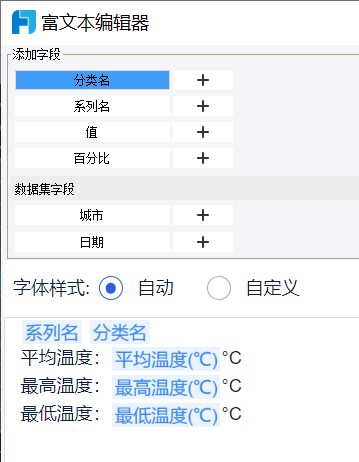 富文本编辑器
添加字段
分类名 +
系列名 +
值 +
百分比 +
数据集字段
城市 +
日期 +
字体样式: 自动 自定义
系列名 分类名
平均温度： 平均温度(℃) °C
最高温度： 最高温度(℃) °C
最低温度： 最低温度(℃) °C